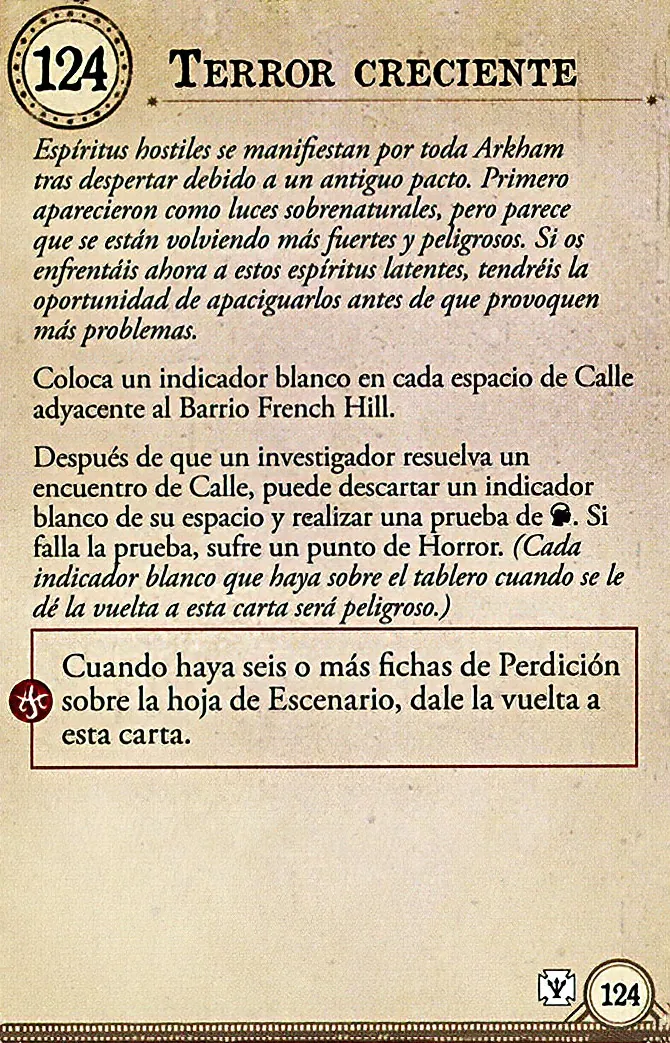 124
TERROR CRECIENTE
Espíritus hostiles se manifiestan por toda Arkham
tras despertar debido a un antiguo pacto. Primero
aparecieron como luces sobrenaturales, pero parece
que se están volviendo más fuertes y peligrosos. Si os
enfrentáis ahora a estos espíritus latentes, tendréis la
oportunidad de apaciguarlos antes de que provoquen
más problemas.
Coloca un indicador blanco en cada espacio de Calle
adyacente al Barrio French Hill.
Después de que un investigador resuelva un
encuentro de Calle, puede descartar un indicador
blanco de su espacio y realizar una prueba de . Si
falla la prueba, sufre un punto de Horror. (Cada
indicador blanco que haya sobre el tablero cuando se le
dé la vuelta a esta carta será peligroso.)
Cuando haya seis o más fichas de Perdición
sobre la hoja de Escenario, dale la vuelta a
esta carta.
124